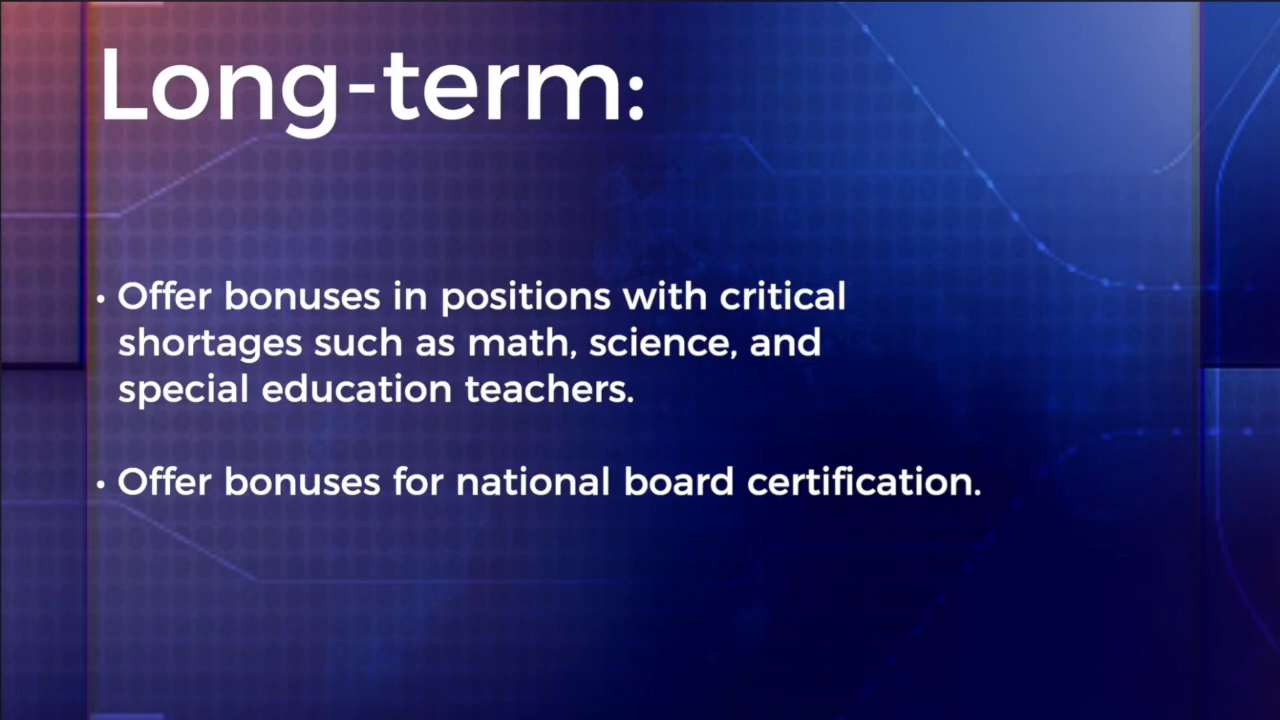 Long-term:
• Offer bonuses in positions with critical
shortages such as math, science, and
special education teachers.
• Offer bonuses for national board certification.